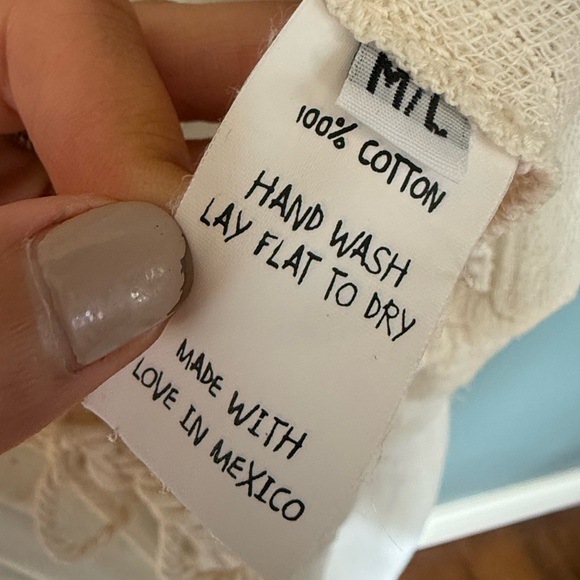 M/L
100% COTTON
HAND WASH
LAY FLAT TO DRY
MADE WITH
LOVE IN MEXICO